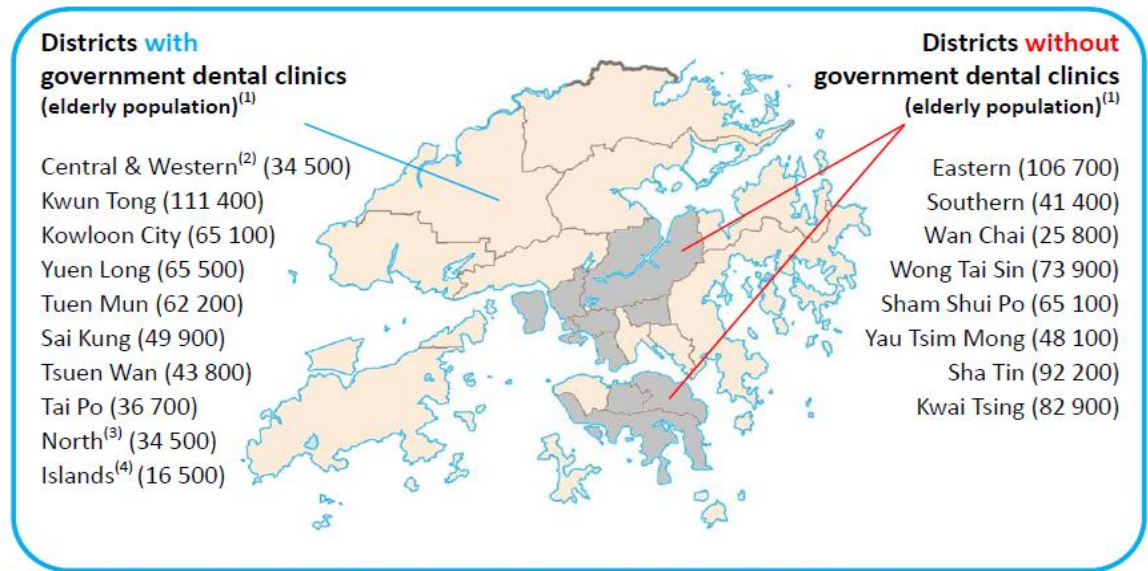 Districts with
government dental clinics
(elderly population)(1)
Central & Western(2) (34 500)
Kwun Tong (111 400)
Kowloon City (65 100)
Yuen Long (65 500)
Tuen Mun (62 200)
Sai Kung (49 900)
Tsuen Wan (43 800)
Tai Po (36 700)
North(3) (34 500)
Islands(4) (16 500)
Districts without
government dental clinics
(elderly population)(1)
Eastern (106 700)
Southern (41 400)
Wan Chai (25 800)
Wong Tai Sin (73 900)
Sham Shui Po (65 100)
Yau Tsim Mong (48 100)
Sha Tin (92 200)
Kwai Tsing (82 900)